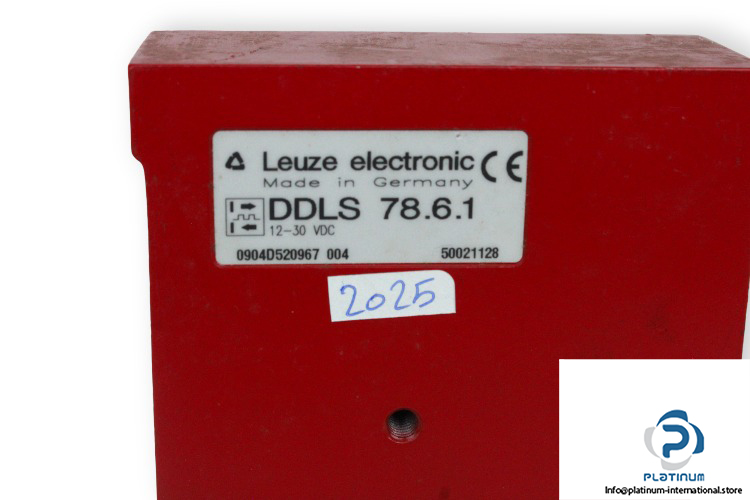 Leuze electronic CE
Made in Germany
DDLS 78.6.1
12-30 VDC
0904D520967 004 50021128
2025
PLATINUM
Info@platinum-international.store